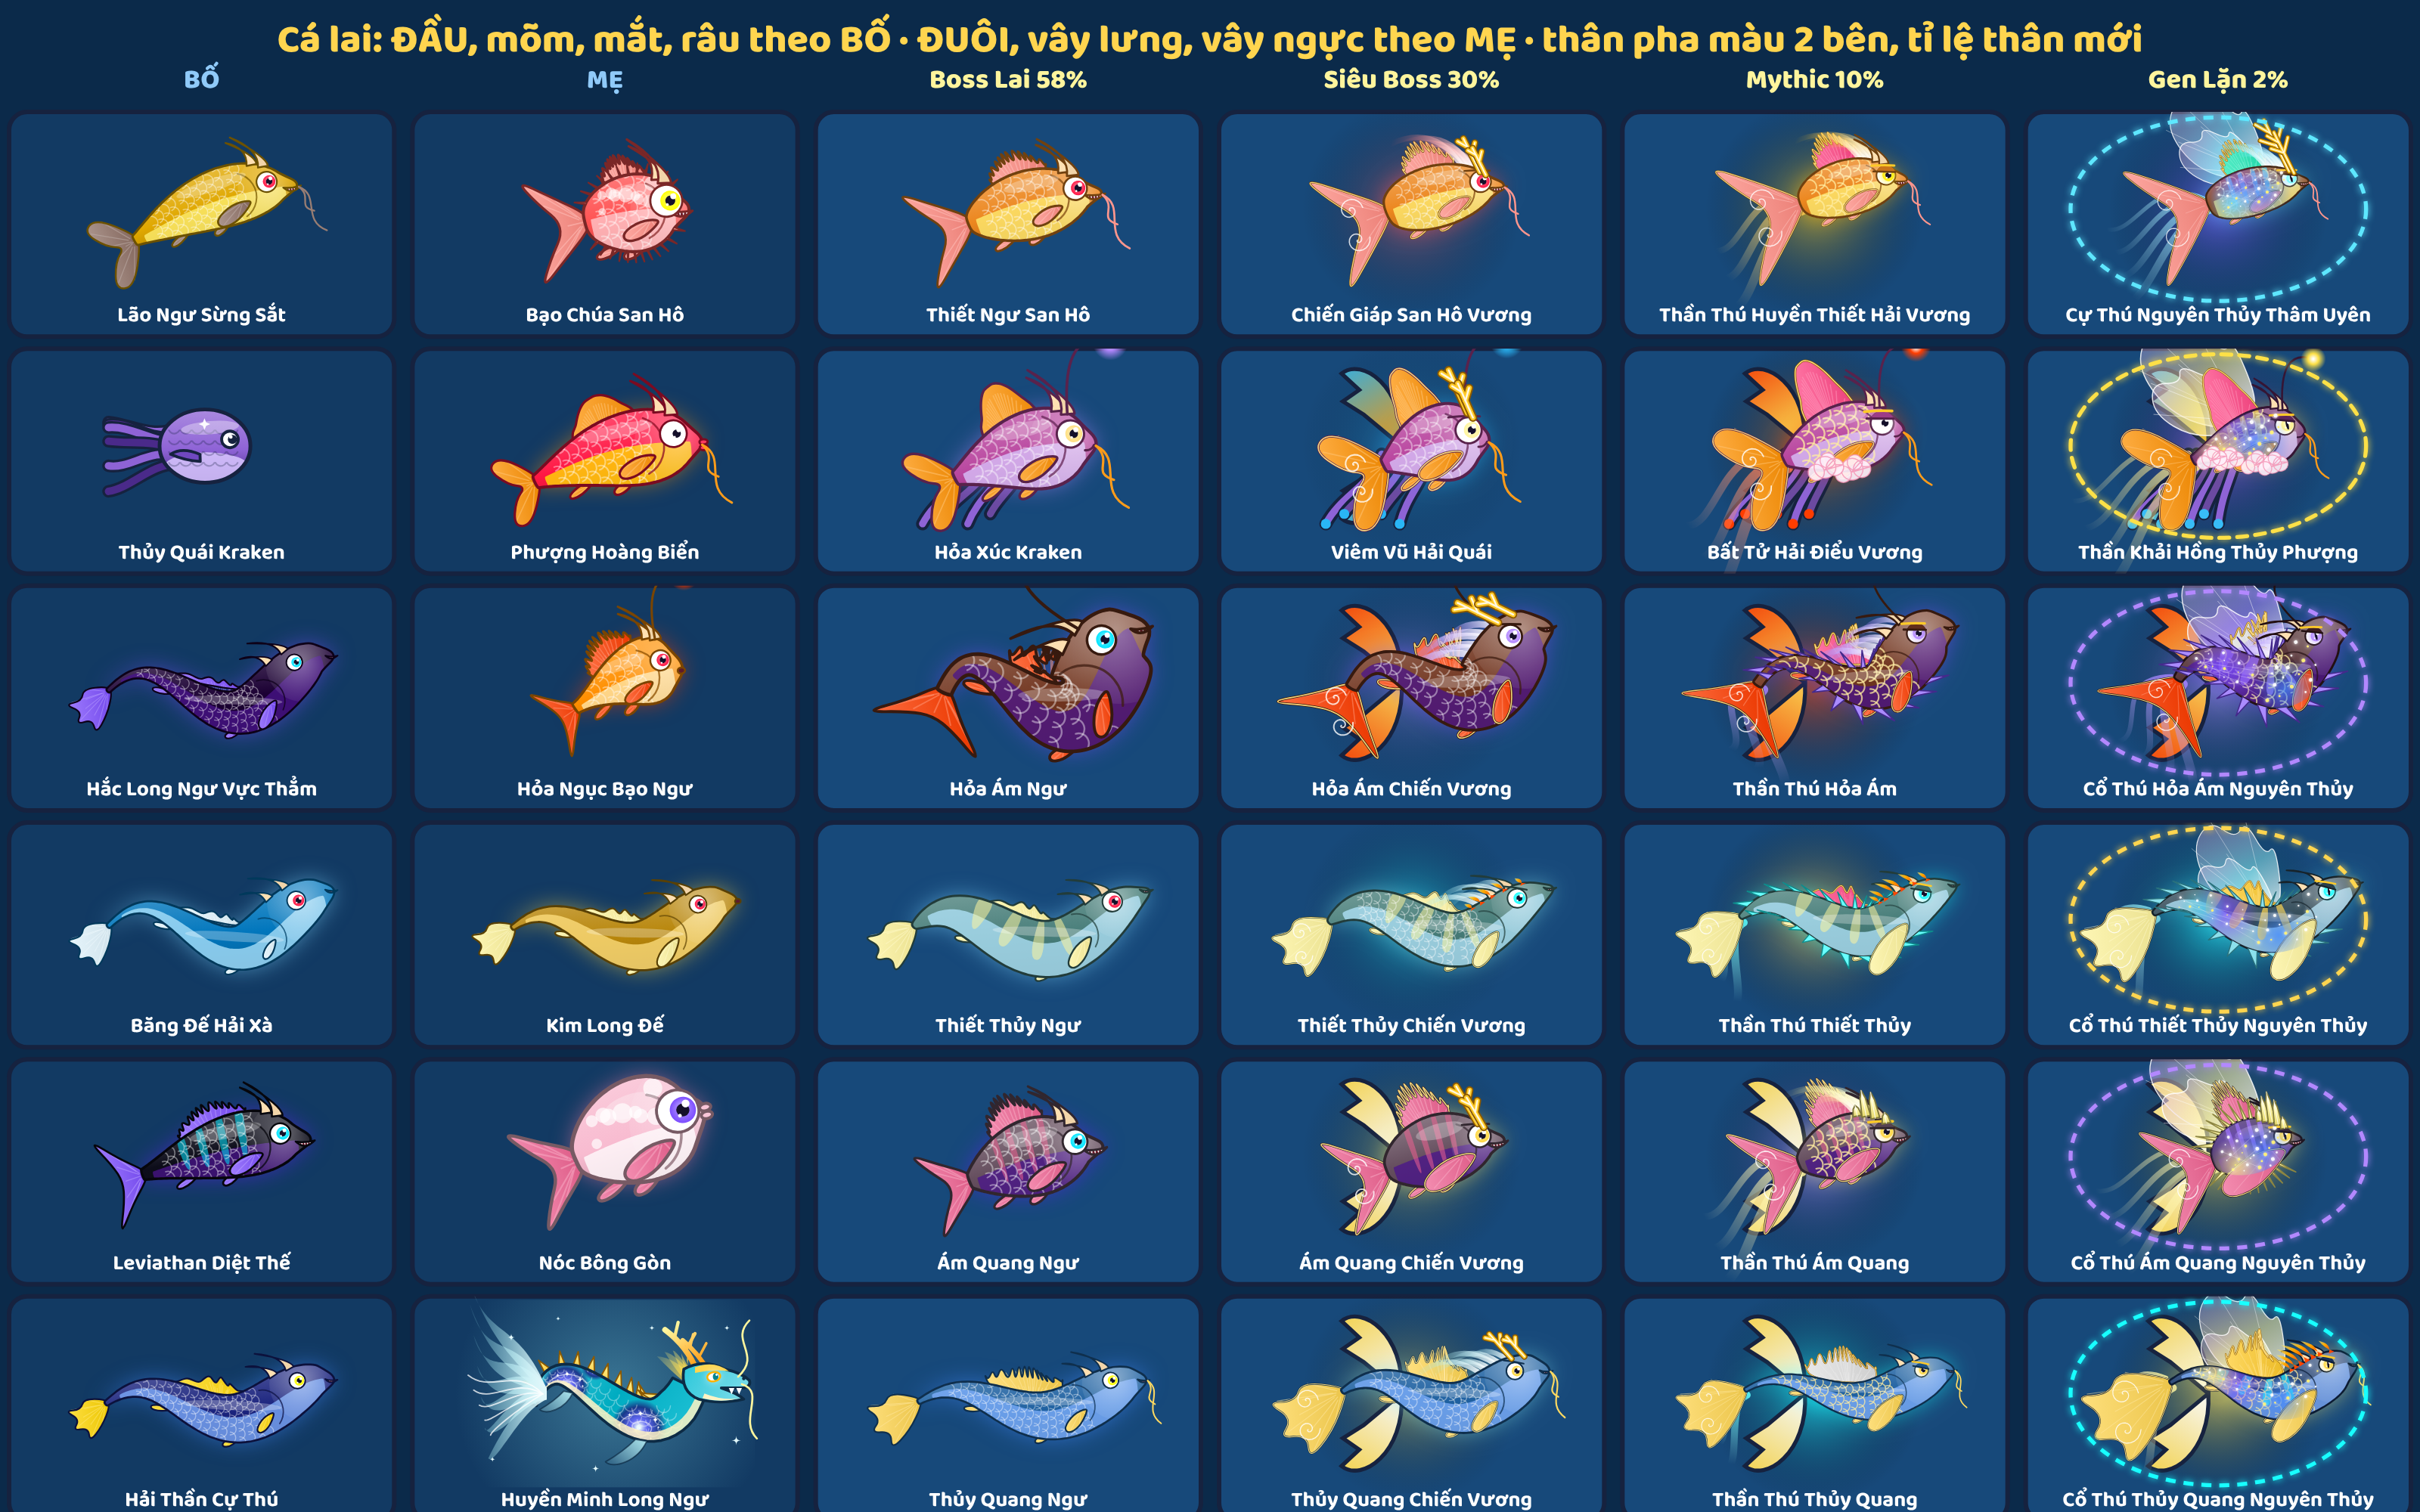 Cá lai: ĐẦU, mõm, mắt, râu theo BỐ · ĐUÔI, vây lưng, vây ngực theo MẸ · thân pha màu 2 bên, tỉ lệ thân mới
BỐ MẸ Boss Lai 58% Siêu Boss 30% Mythic 10% Gen Lặn 2%
Lão Ngư Sừng Sắt Bạo Chúa San Hô Thiết Ngư San Hô Chiến Giáp San Hô Vương Thần Thú Huyền Thiết Hải Vương Cự Thú Nguyên Thủy Thâm Uyên
Thủy Quái Kraken Phượng Hoàng Biển Hỏa Xúc Kraken Viêm Vũ Hải Quái Bất Tử Hải Điểu Vương Thần Khải Hồng Thủy Phượng
Hắc Long Ngư Vực Thẳm Hỏa Ngục Bạo Ngư Hỏa Ám Ngư Hỏa Ám Chiến Vương Thần Thú Hỏa Ám Cổ Thú Hỏa Ám Nguyên Thủy
Băng Đế Hải Xà Kim Long Đế Thiết Thủy Ngư Thiết Thủy Chiến Vương Thần Thú Thiết Thủy Cổ Thú Thiết Thủy Nguyên Thủy
Leviathan Diệt Thế Nóc Bông Gòn Ám Quang Ngư Ám Quang Chiến Vương Thần Thú Ám Quang Cổ Thú Ám Quang Nguyên Thủy
Hải Thần Cự Thú Huyền Minh Long Ngư Thủy Quang Ngư Thủy Quang Chiến Vương Thần Thú Thủy Quang Cổ Thú Thủy Quang Nguyên Thủy